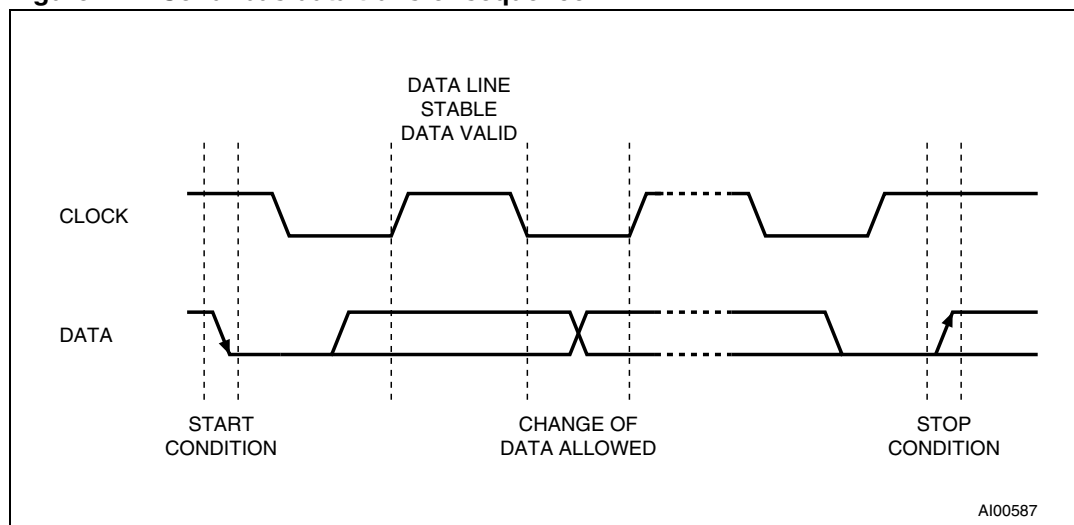 DATA LINE
STABLE
DATA VALID
CLOCK
DATA
START
CONDITION
CHANGE OF
DATA ALLOWED
STOP
CONDITION
AI00587